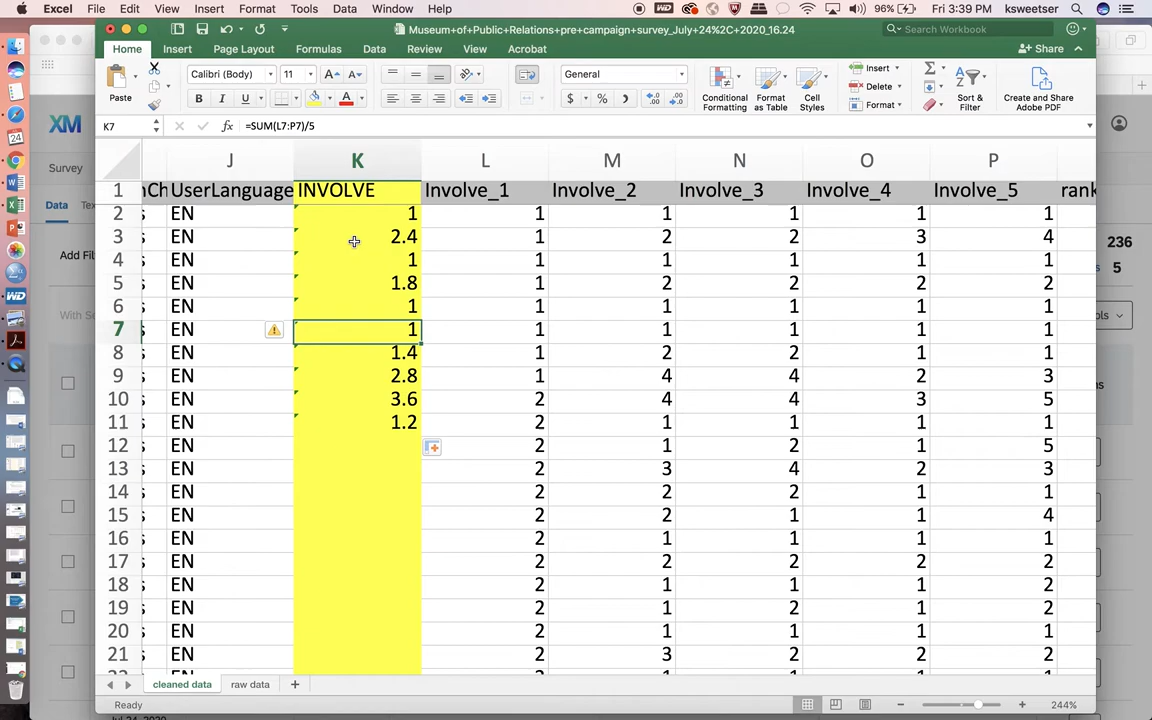 Excel File Edit View Insert Format Tools Data Window Help 96% Fri 3:39 PM ksweetser
Museum+of+Public+Relations+pre+campaign+survey_July +24%2C +2020_16.24
Search Workbook
Home Insert Page Layout Formulas Data Review View Acrobat Share
Paste Calibri (Body) 11 A A General Conditional Formatting Format as Table Cell Styles Insert Delete Format Sort & Filter Create and Share Adobe PDF
B I U A $ %
K7 fx =SUM(L7:P7)/5
J K L M N O P
1 UserLanguage INVOLVE Involve_1 Involve_2 Involve_3 Involve_4 Involve_5 rank
2 EN 1 1 1 1 1 1
3 EN 2.4 1 2 2 3 4
4 EN 1 1 1 1 1 1
5 EN 1.8 1 2 2 2 2
6 EN 1 1 1 1 1 1
7 EN 1 1 1 1 1 1
8 EN 1.4 1 2 2 1 1
9 EN 2.8 1 4 4 2 3
10 EN 3.6 2 4 4 3 5
11 EN 1.2 2 1 1 1 1
12 EN 2 1 2 1 5
13 EN 2 3 4 2 3
14 EN 2 2 2 1 1
15 EN 2 2 1 1 4
16 EN 2 1 1 1 1
17 EN 2 2 2 2 2
18 EN 2 1 1 1 2
19 EN 2 1 2 1 2
20 EN 2 1 1 1 1
21 EN 2 3 2 2 2
cleaned data raw data
Ready 244%
XM
Survey
Data
Add Fil
With Se
236
5